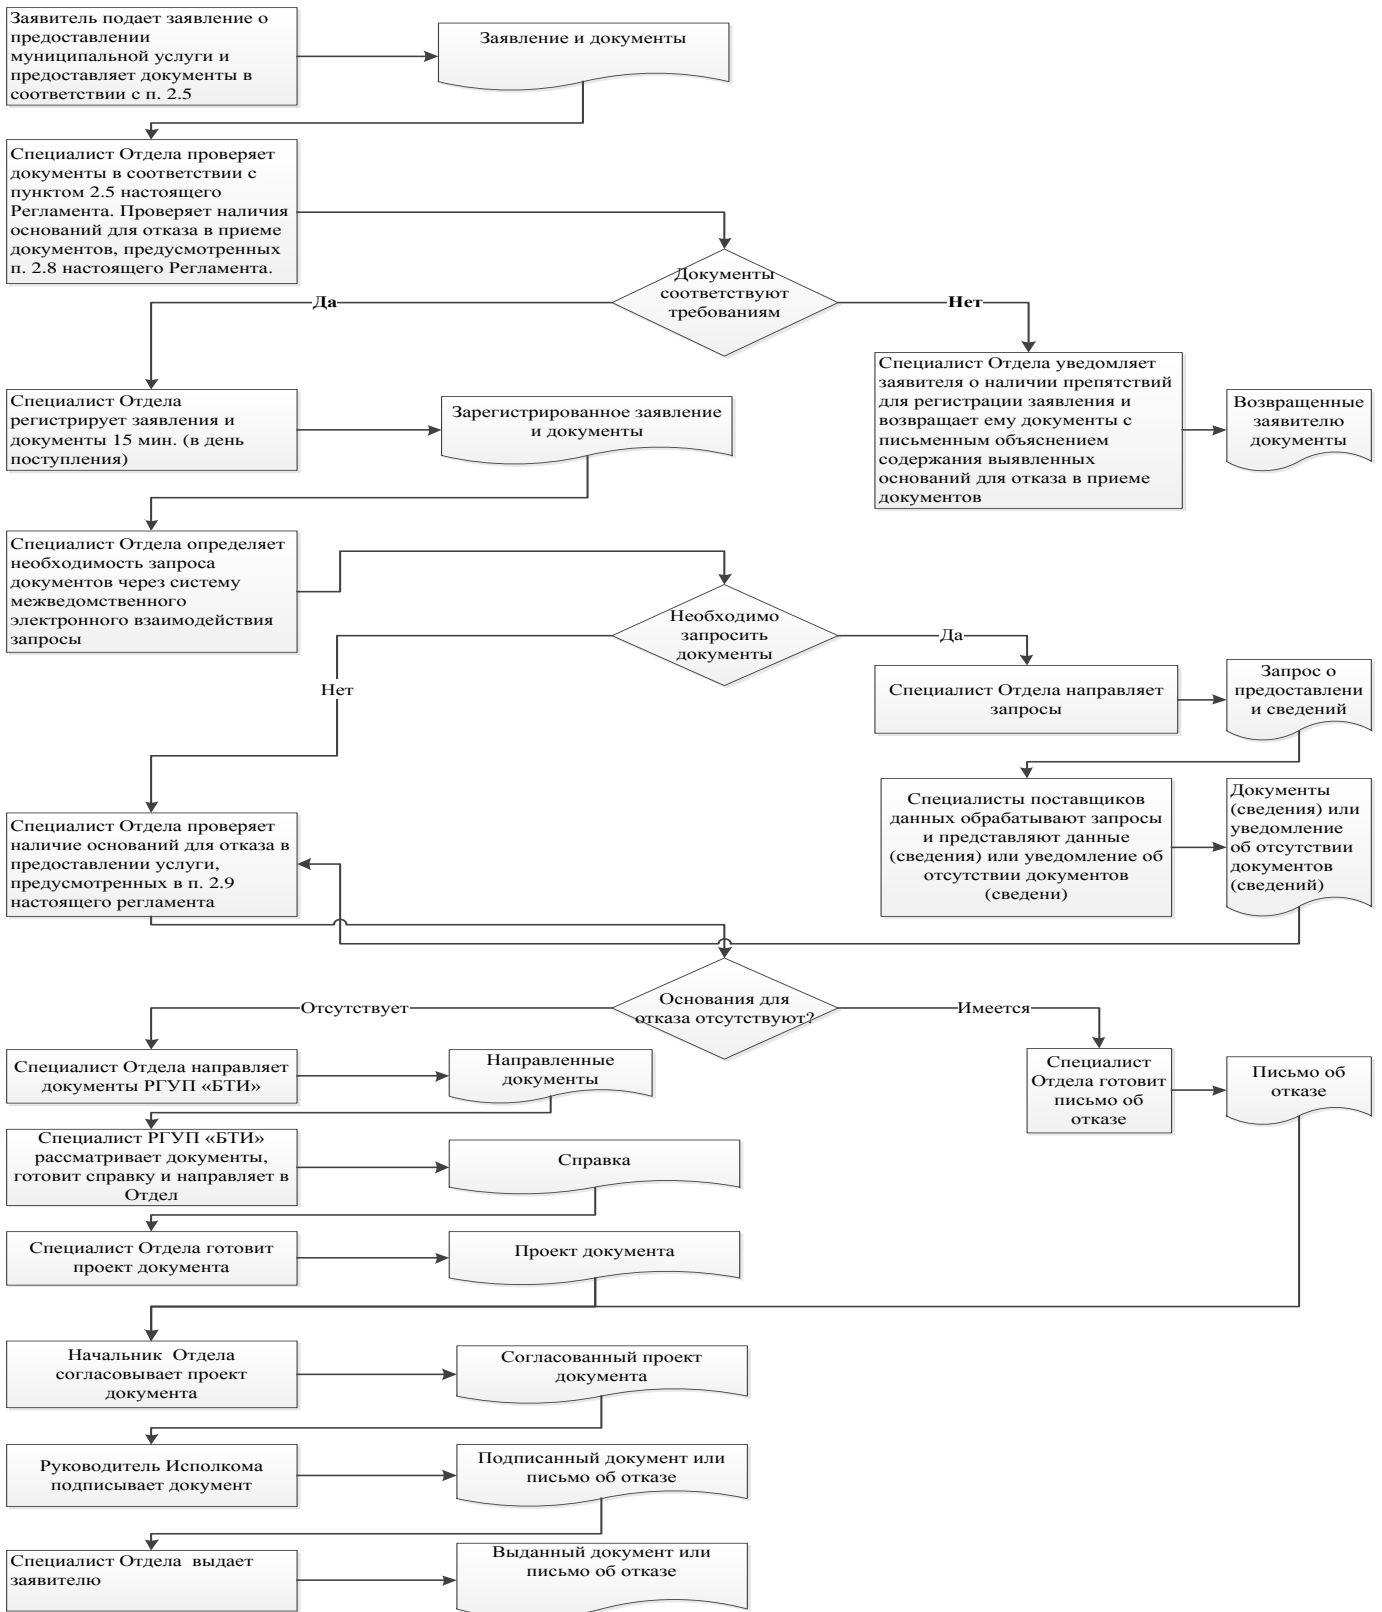 Заявитель подает заявление о
предоставлении
муниципальной услуги и
предоставляет документы в
соответствии с п. 2.5
Заявление и документы
Специалист Отдела проверяет
документы в соответствии с
пунктом 2.5 настоящего
Регламента. Проверяет наличия
оснований для отказа в приеме
документов, предусмотренных
п. 2.8 настоящего Регламента.
Документы
соответствуют
требованиям
Да
Нет
Специалист Отдела
регистрирует заявления и
документы 15 мин. (в день
поступления)
Зарегистрированное заявление
и документы
Специалист Отдела уведомляет
заявителя о наличии препятствий
для регистрации заявления и
возвращает ему документы с
письменным объяснением
содержания выявленных
оснований для отказа в приеме
документов
Возвращенные
заявителю
документы
Специалист Отдела определяет
необходимость запроса
документов через систему
межведомственного
электронного взаимодействия
запросы
Необходимо
запросить
документы
Да
Нет
Специалист Отдела направляет
запросы
Запрос о
предоставлени
и сведений
Специалисты поставщиков
данных обрабатывают запросы
и представляют данные
(сведения) или уведомление об
отсутствии документов
(сведени)
Документы
(сведения) или
уведомление
об отсутствии
документов
(сведений)
Специалист Отдела проверяет
наличие оснований для отказа в
предоставлении услуги,
предусмотренных в п. 2.9
настоящего регламента
Основания для
отказа отсутствуют?
Отсутствует
Имеется
Специалист Отдела направляет
документы РГУП «БТИ»
Направленные
документы
Специалист
Отдела готовит
письмо об
отказе
Письмо об
отказе
Специалист РГУП «БТИ»
рассматривает документы,
готовит справку и направляет в
Отдел
Справка
Специалист Отдела готовит
проект документа
Проект документа
Начальник  Отдела
согласовывает проект
документа
Согласованный проект
документа
Руководитель Исполкома
подписывает документ
Подписанный документ или
письмо об отказе
Специалист Отдела  выдает
заявителю
Выданный документ или
письмо об отказе